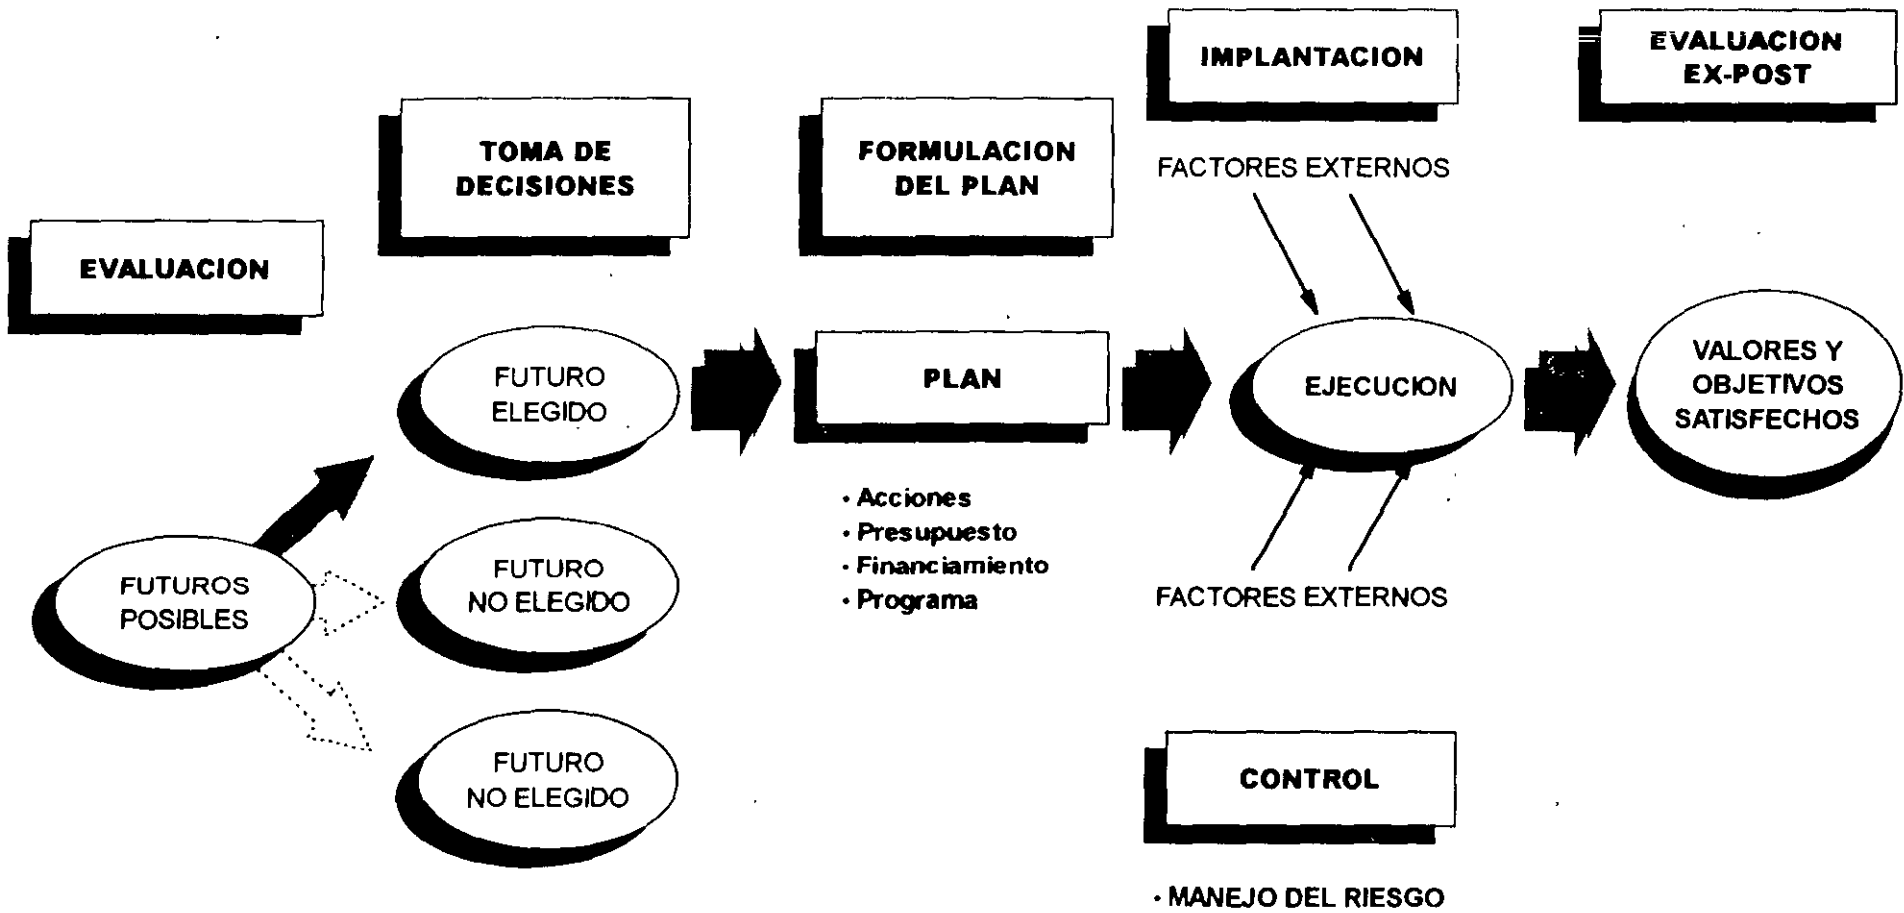 EVALUACION
FUTUROS
POSIBLES
TOMA DE
DECISIONES
FUTURO
ELEGIDO
FUTURO
NO ELEGIDO
FUTURO
NO ELEGIDO
FORMULACION
DEL PLAN
PLAN
· Acciones
· Presupuesto
· Financiamiento
· Programa
IMPLANTACION
FACTORES EXTERNOS
EJECUCION
FACTORES EXTERNOS
CONTROL
· MANEJO DEL RIESGO
EVALUACION
EX-POST
VALORES Y
OBJETIVOS
SATISFECHOS